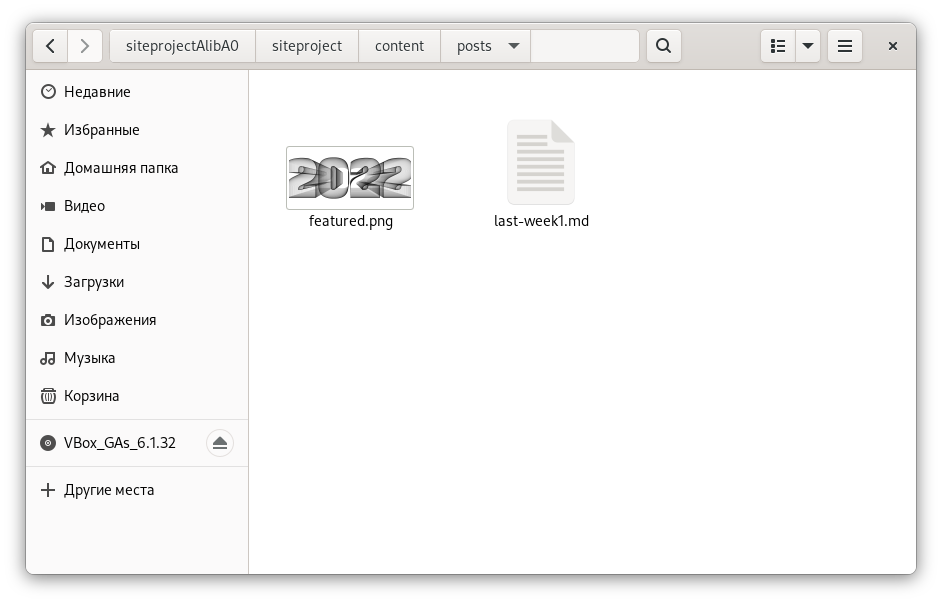 siteprojectAlibA0 siteproject content posts
Недавние
Избранные
Домашняя папка
Видео
Документы
Загрузки
Изображения
Музыка
Корзина
VBox_GAs_6.1.32
Другие места
2022
featured.png
last-week1.md